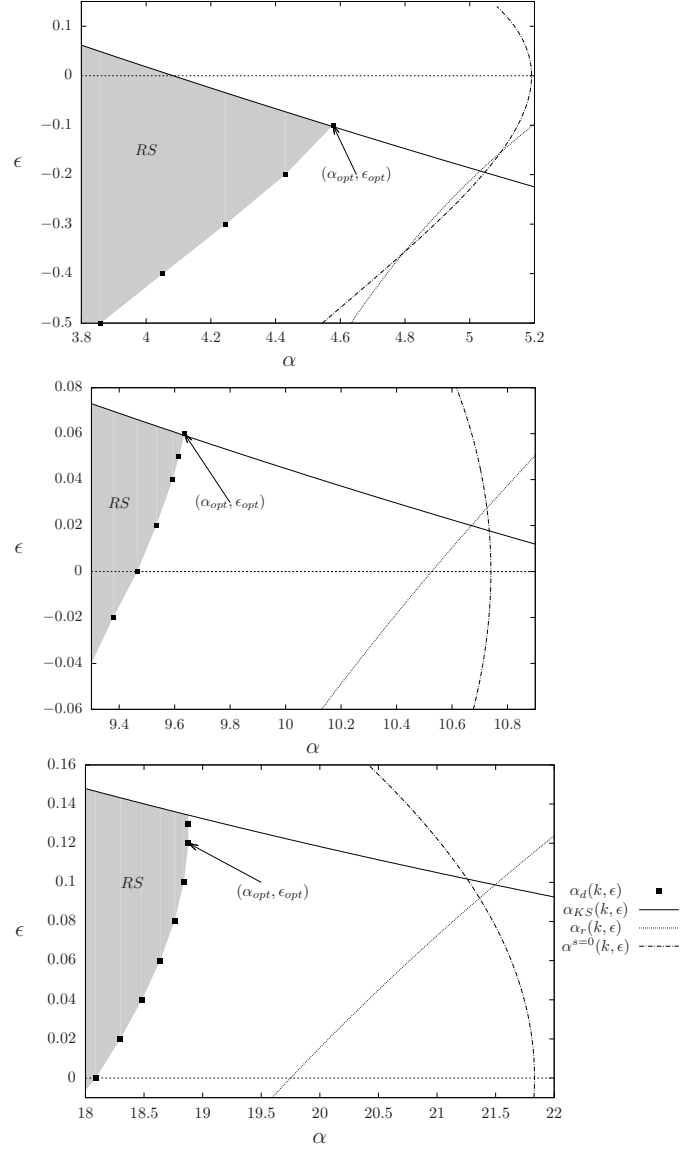 0.1
0
−0.1
−0.2
−0.3
−0.4
−0.5
ϵ
RS
(α_opt, ϵ_opt)
3.8 4 4.2 4.4 4.6 4.8 5 5.2
α
0.08
0.06
0.04
0.02
0
−0.02
−0.04
−0.06
ϵ
RS
(α_opt, ϵ_opt)
9.4 9.6 9.8 10 10.2 10.4 10.6 10.8
α
0.16
0.14
0.12
0.1
0.08
0.06
0.04
0.02
0
ϵ
RS
(α_opt, ϵ_opt)
18 18.5 19 19.5 20 20.5 21 21.5 22
α
α_d(k, ϵ)
α_KS(k, ϵ)
α_r(k, ϵ)
α^{s=0}(k, ϵ)